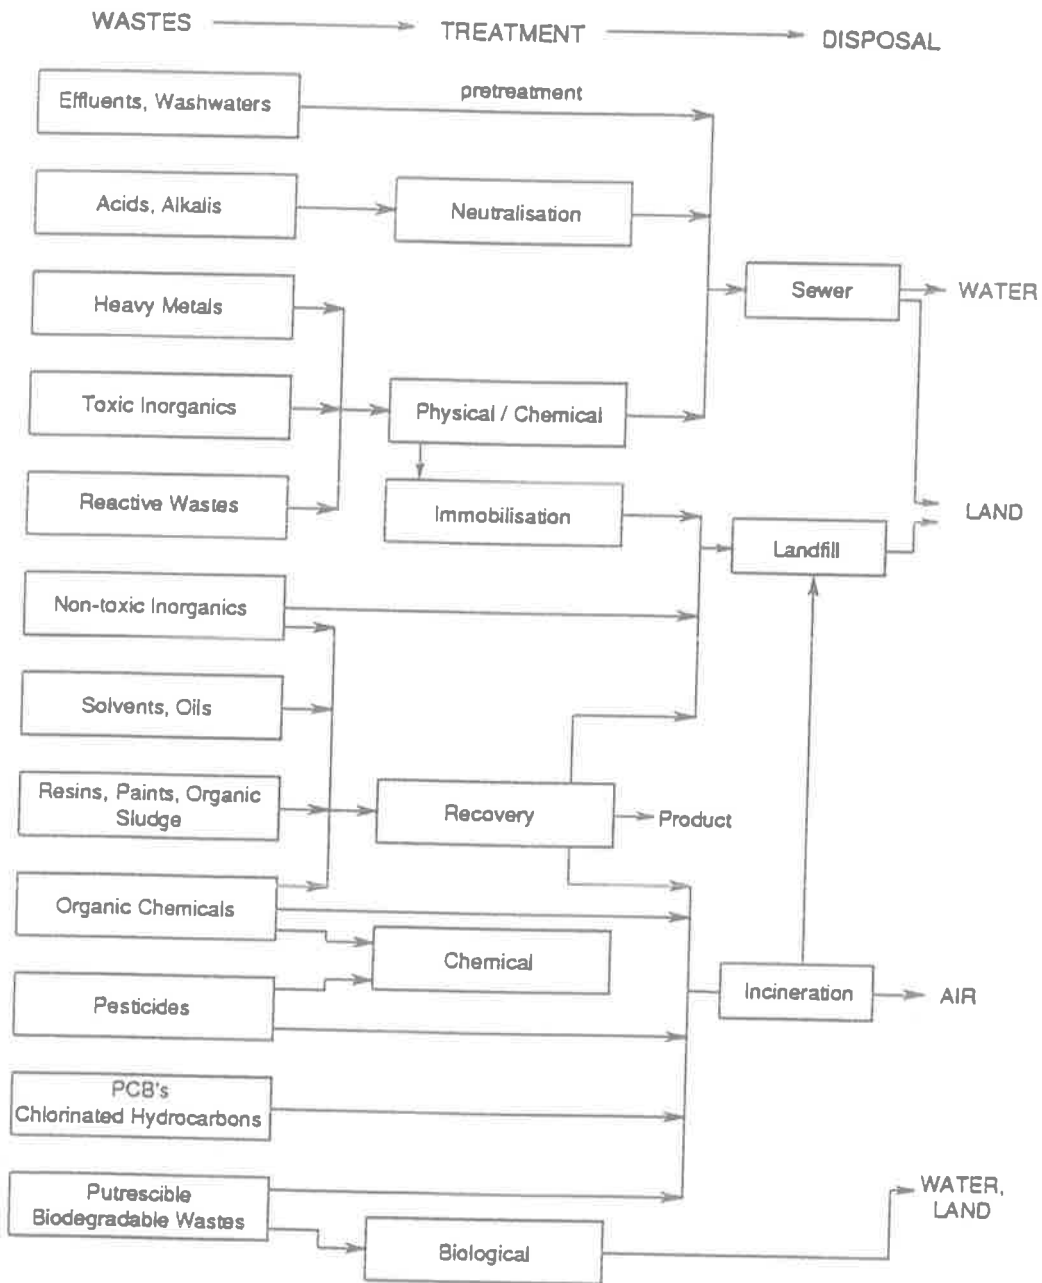 WASTES
TREATMENT
DISPOSAL
Effluents, Washwaters
pretreatment
Acids, Alkalis
Neutralisation
Heavy Metals
Sewer
WATER
Toxic Inorganics
Physical / Chemical
Reactive Wastes
Immobilisation
LAND
Landfill
Non-toxic Inorganics
Solvents, Oils
Resins, Paints, Organic
Sludge
Recovery
Product
Organic Chemicals
Chemical
Pesticides
Incineration
AIR
PCB's
Chlorinated Hydrocarbons
Putrescible
Biodegradable Wastes
Biological
WATER,
LAND